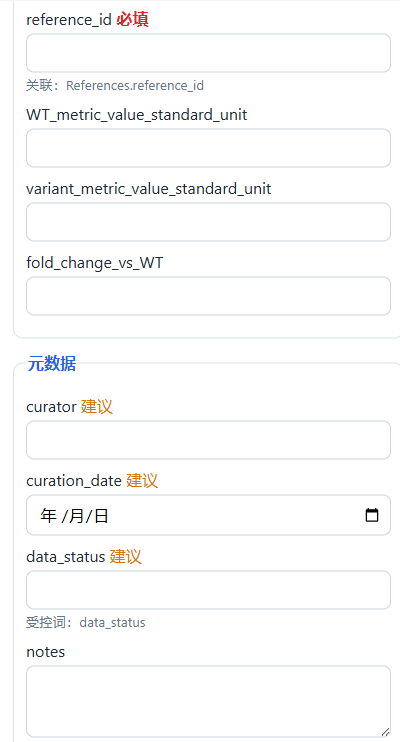 reference_id 必填
关联：References.reference_id
WT_metric_value_standard_unit
variant_metric_value_standard_unit
fold_change_vs_WT
元数据
curator 建议
curation_date 建议
年 /月/日
data_status 建议
受控词：data_status
notes